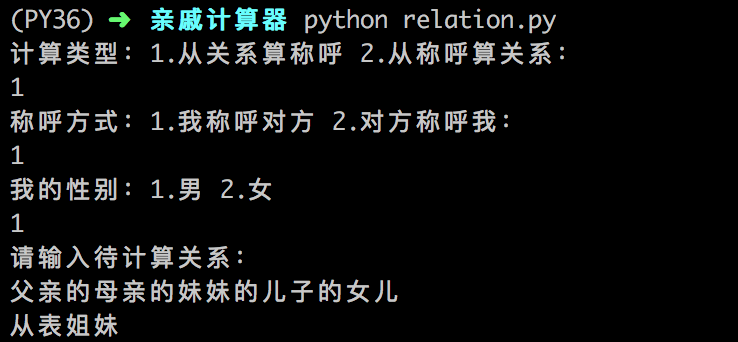 (PY36) ➜ 亲戚计算器 python relation.py
计算类型: 1.从关系算称呼 2.从称呼算关系:
1
称呼方式: 1.我称呼对方 2.对方称呼我:
1
我的性别: 1.男 2.女
1
请输入待计算关系:
父亲的母亲的妹妹的儿子的女儿
从表姐妹